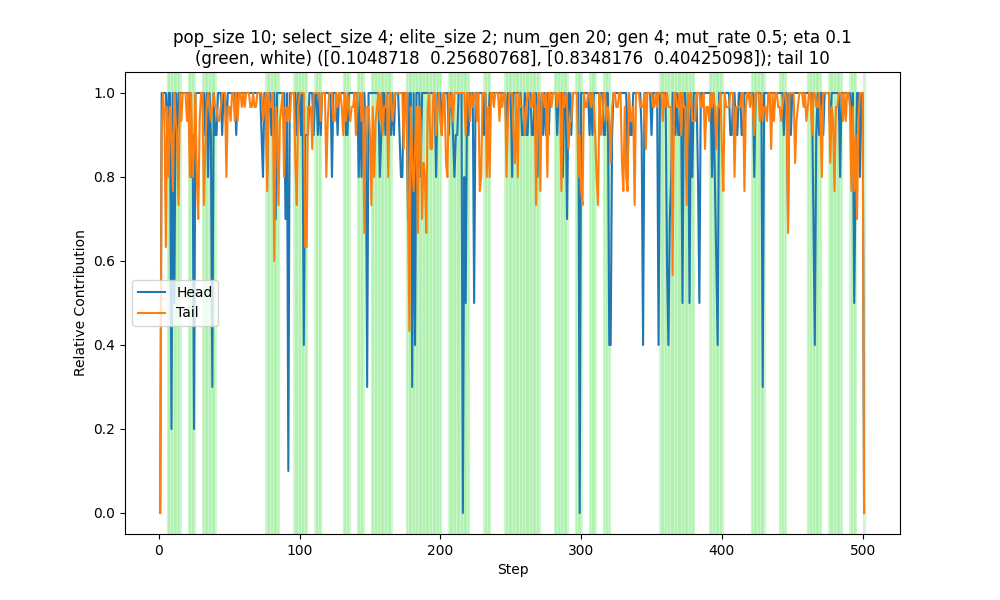 pop_size 10; select_size 4; elite_size 2; num_gen 20; gen 4; mut_rate 0.5; eta 0.1
(green, white) ([0.1048718  0.25680768], [0.8348176  0.40425098]); tail 10
Relative Contribution
1.0
0.8
0.6
0.4
0.2
0.0
Head
Tail
0
100
200
300
400
500
Step